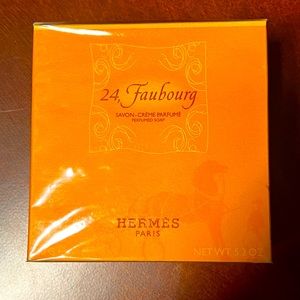 24, Faubourg
SAVON-CRÈME PARFUMÉ
PERFUMED SOAP
HERMÈS
PARIS
NET WT 5.2 OZ